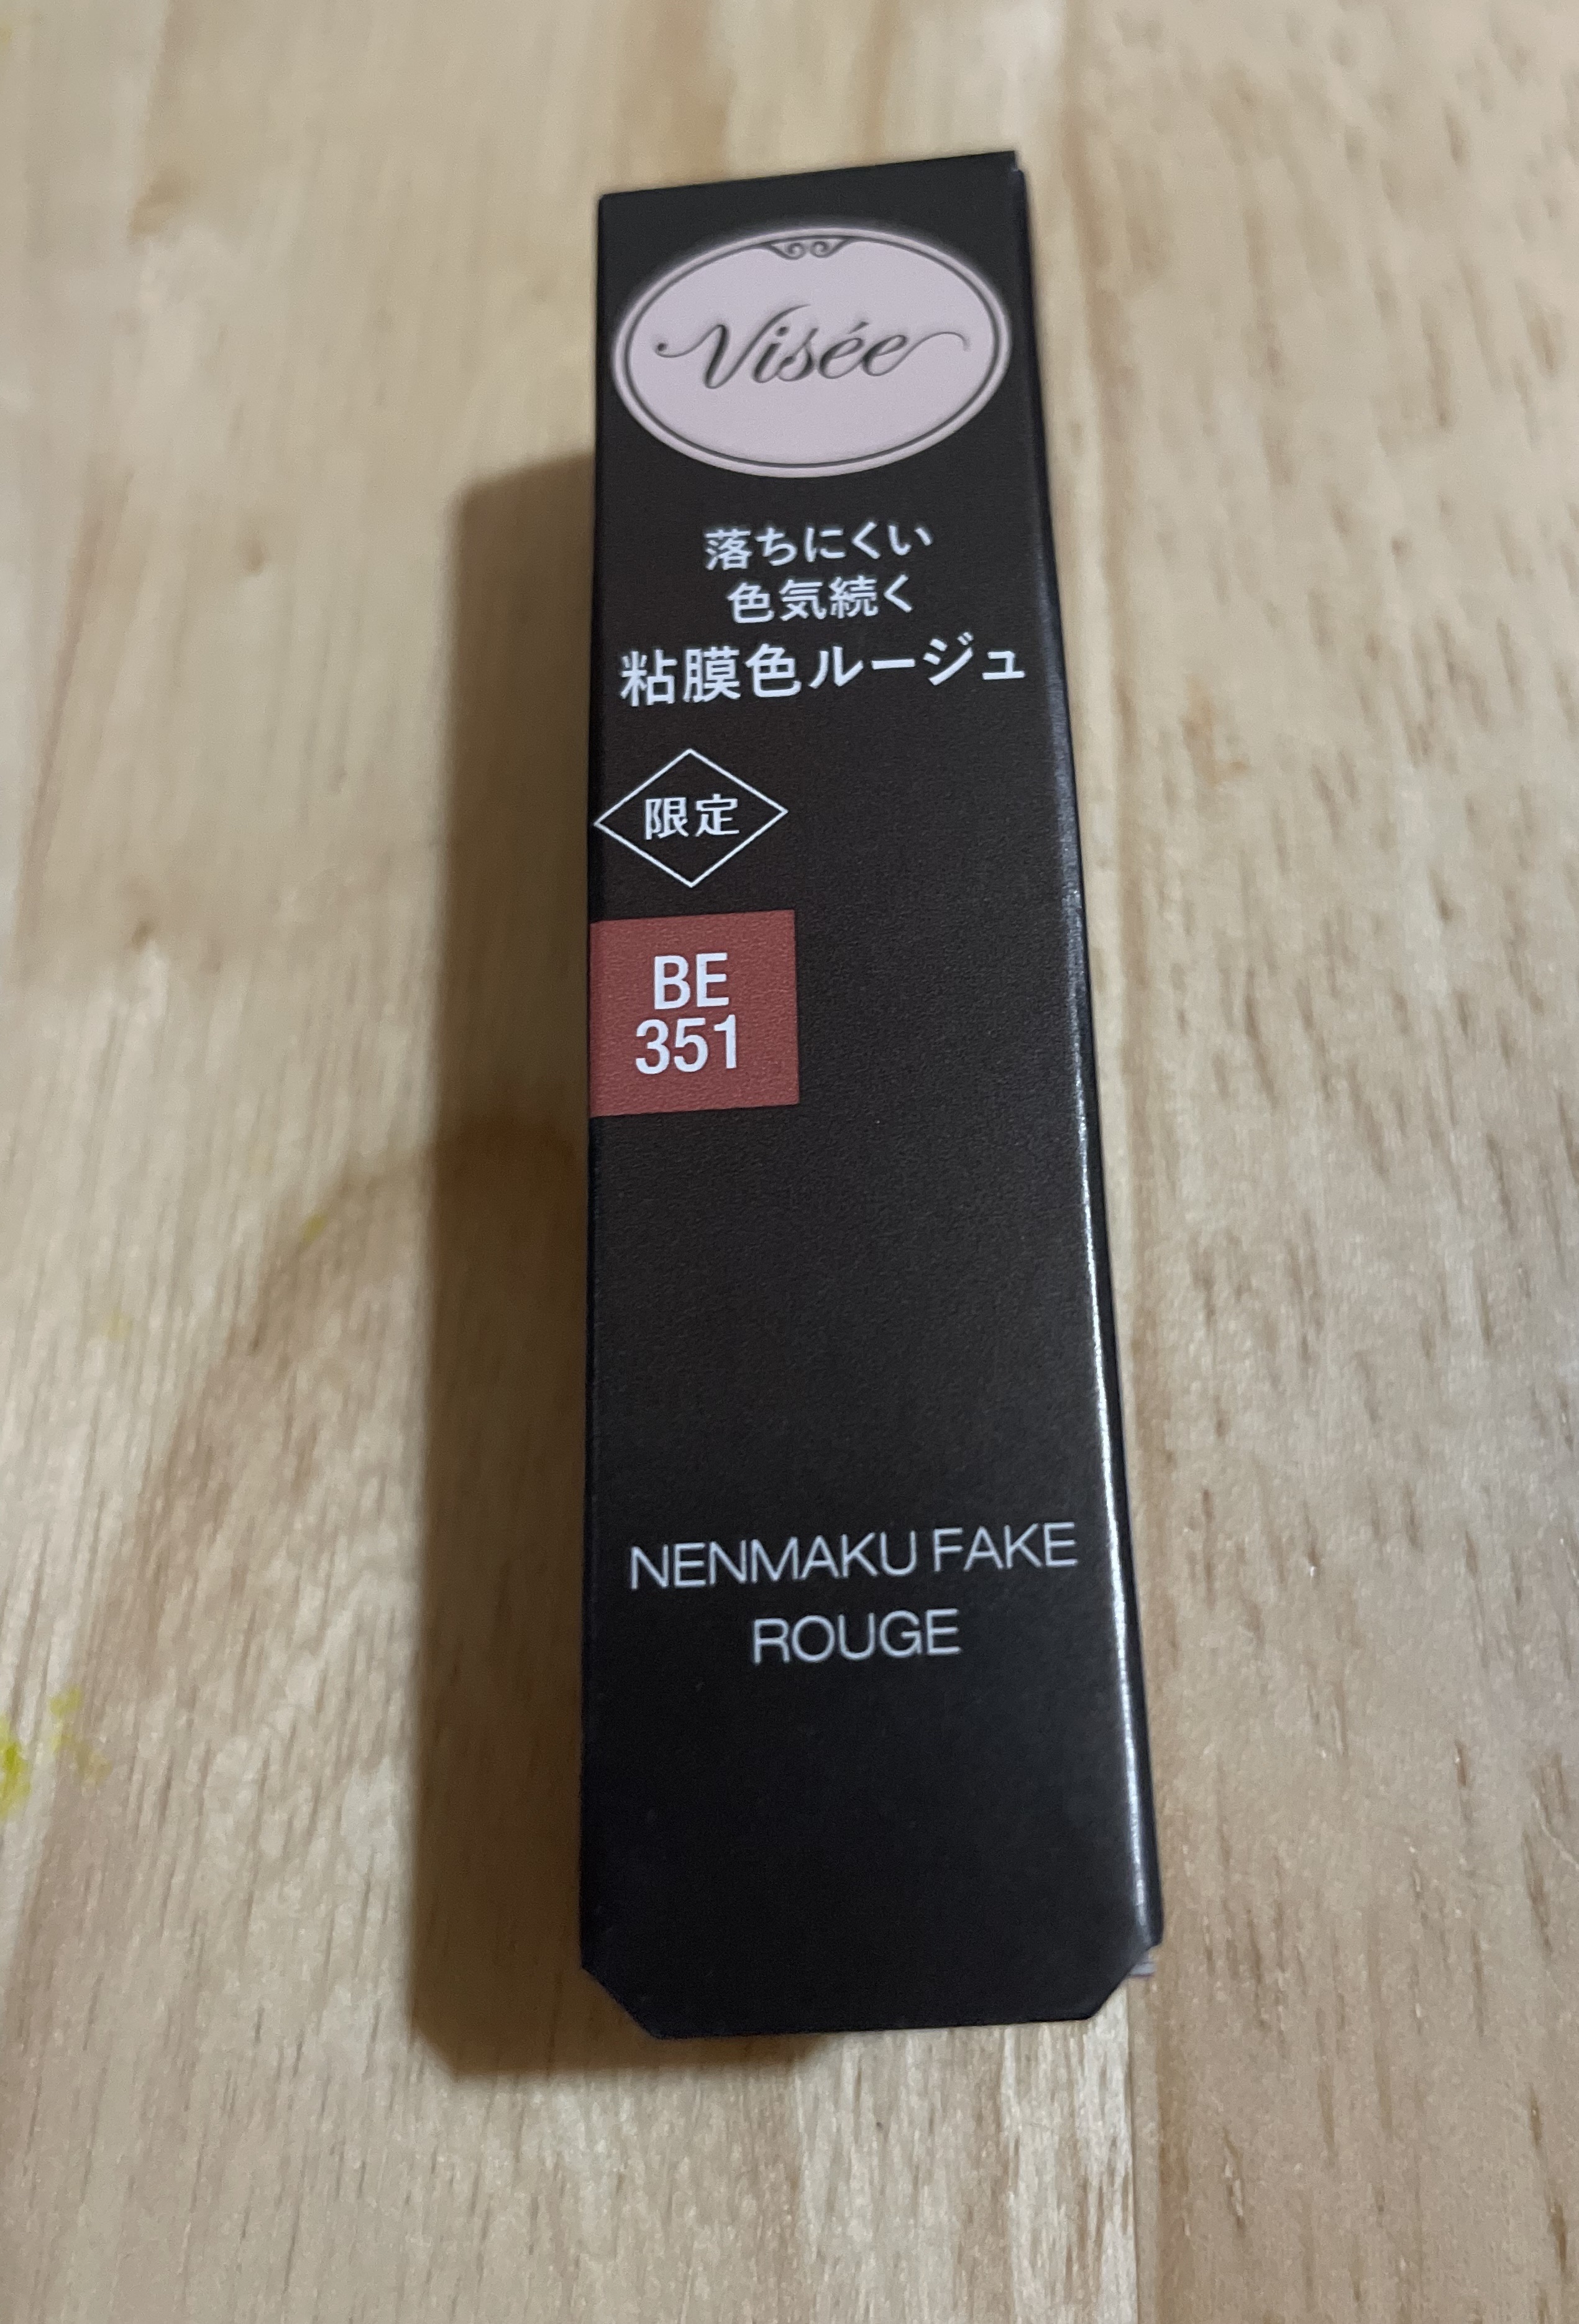 Visée
落ちにくい
色気続く
粘膜色ルージュ
限定
BE
351
NENMAKU FAKE
ROUGE